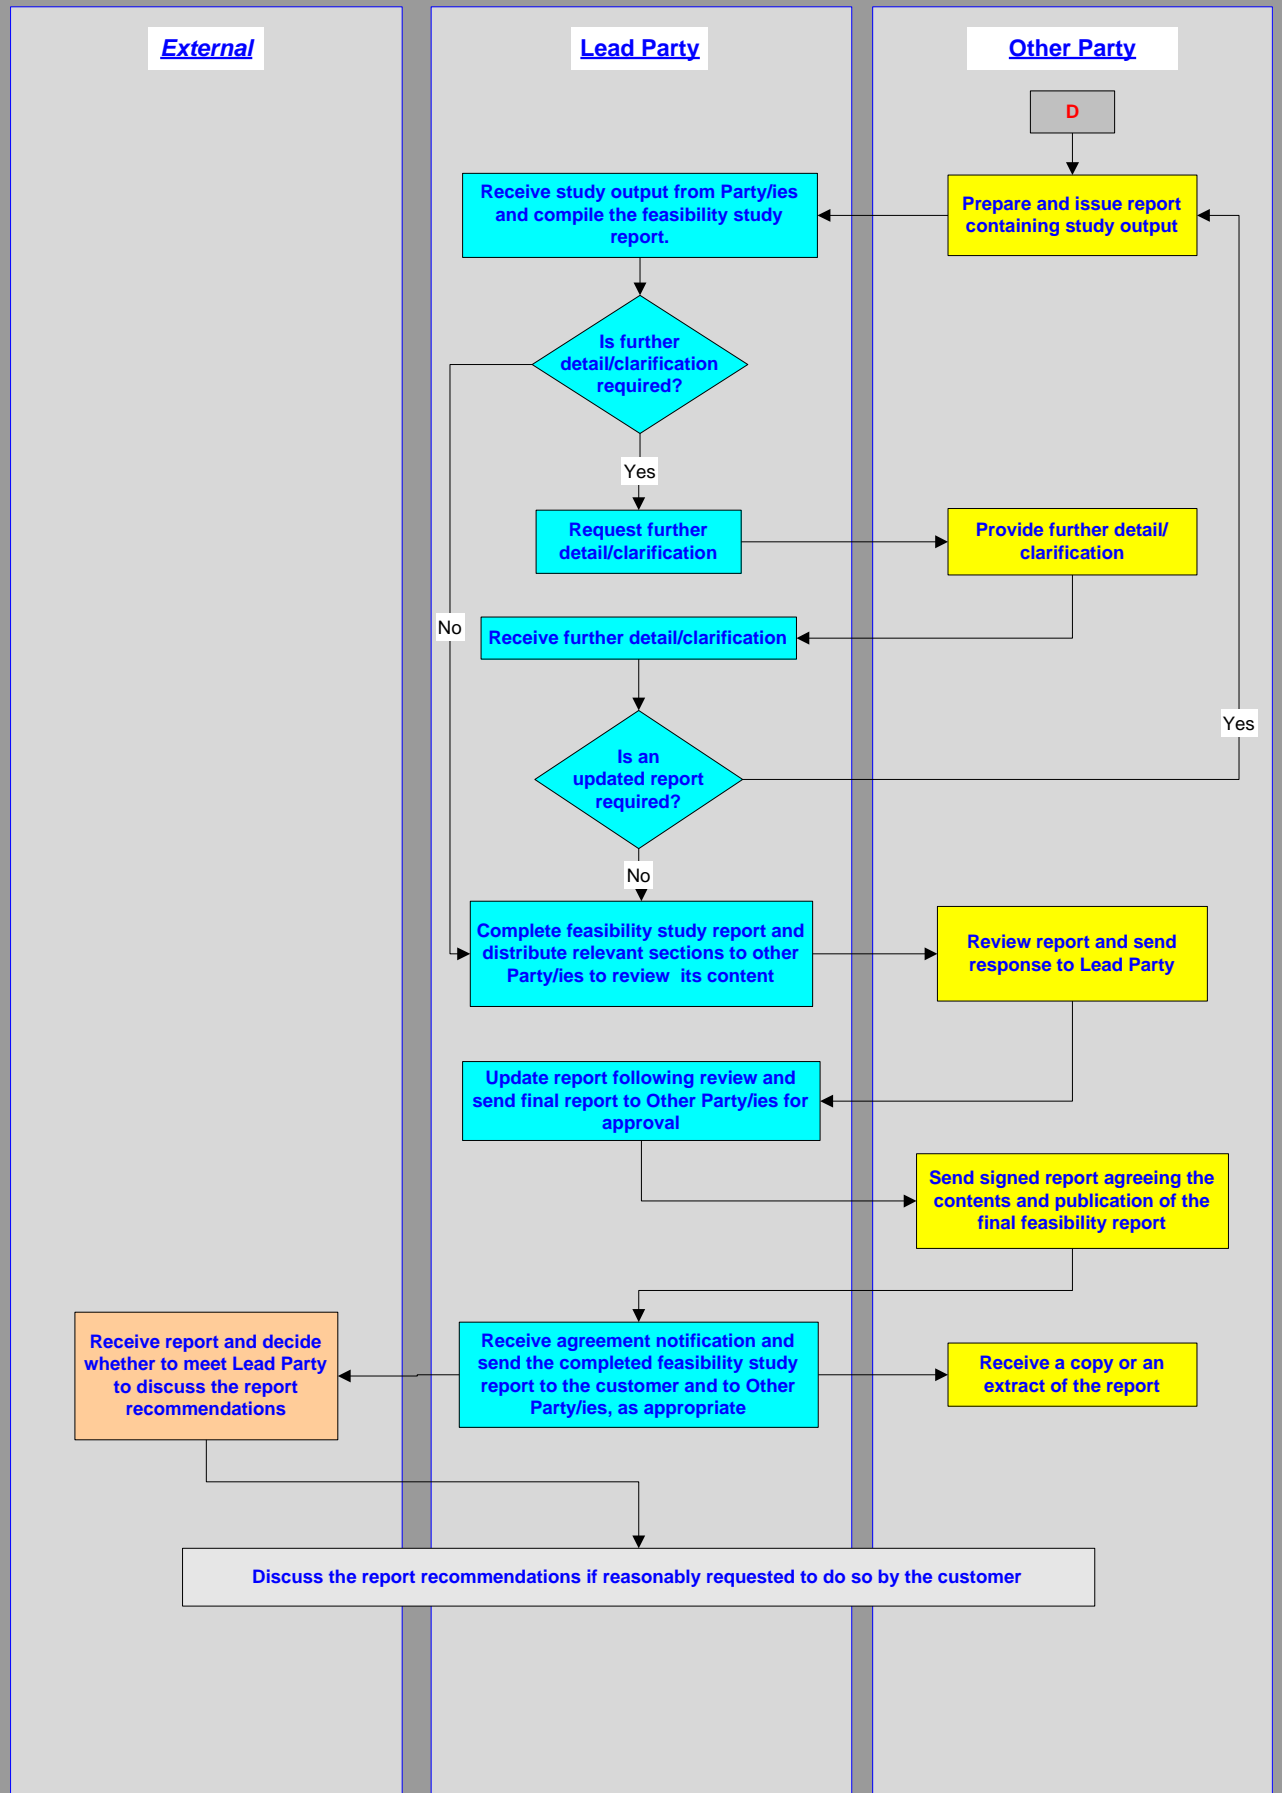 External
Lead Party
Other Party
D
Receive study output from Party/ies
and compile the feasibility study
report.
Prepare and issue report
containing study output
Is further
detail/clarification
required?
Yes
Request further
detail/clarification
Provide further detail/
clarification
No
Receive further detail/clarification
Yes
Is an
updated report
required?
No
Complete feasibility study report and
distribute relevant sections to other
Party/ies to review  its content
Review report and send
response to Lead Party
Update report following review and
send final report to Other Party/ies for
approval
Send signed report agreeing the
contents and publication of the
final feasibility report
Receive report and decide
whether to meet Lead Party
to discuss the report
recommendations
Receive agreement notification and
send the completed feasibility study
report to the customer and to Other
Party/ies, as appropriate
Receive a copy or an
extract of the report
Discuss the report recommendations if reasonably requested to do so by the customer